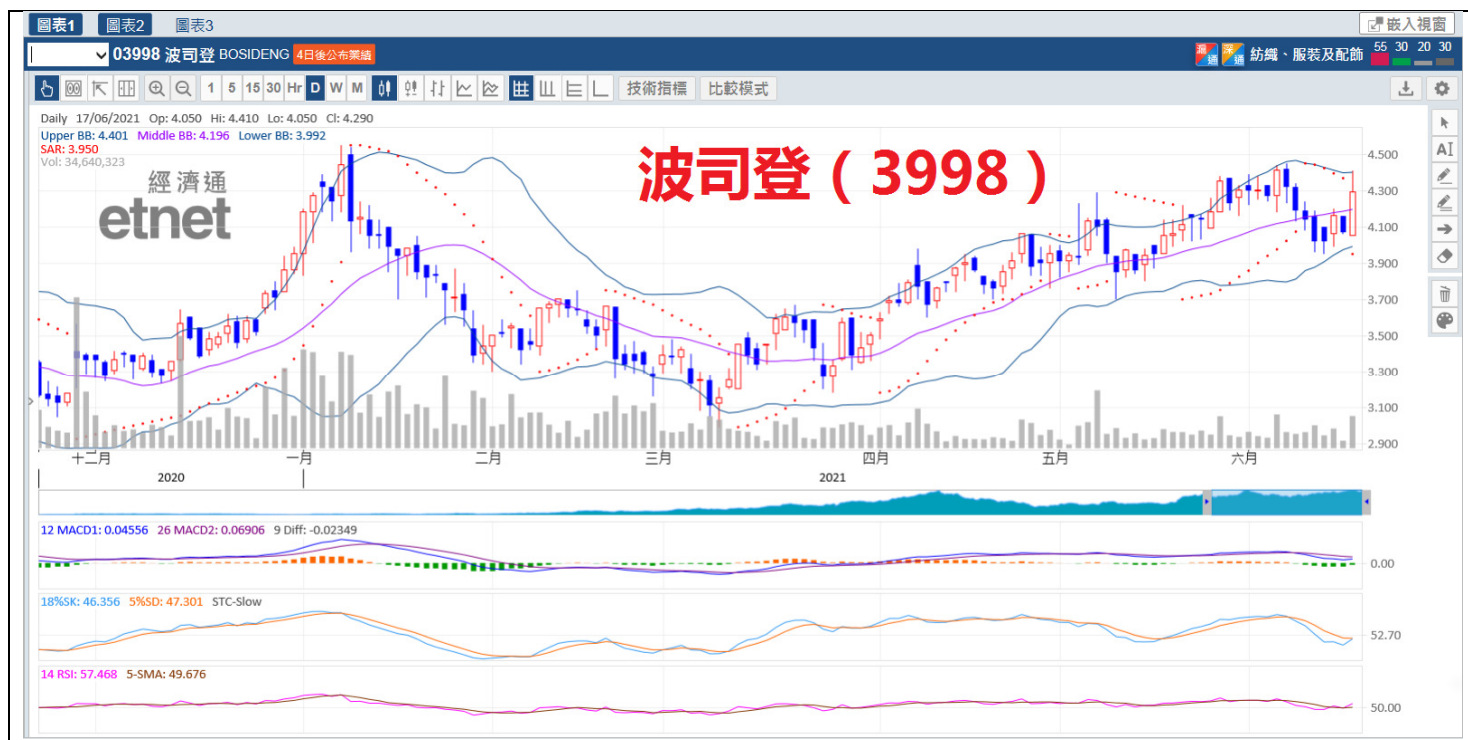 圖表1 圖表2 圖表3 嵌入視窗
03998 波司登 BOSIDENG 4日後公布業績 滬通 深通 紡織、服裝及配飾 55 30 20 30
1 5 15 30 Hr D W M 技術指標 比較模式
Daily 17/06/2021 Op: 4.050 Hi: 4.410 Lo: 4.050 Cl: 4.290
Upper BB: 4.401 Middle BB: 4.196 Lower BB: 3.992
SAR: 3.950
Vol: 34,640,323
波司登（3998）
經濟通
etnet
AI
4.500
4.300
4.100
3.900
3.700
3.500
3.300
3.100
2.900
十二月 一月 二月 三月 四月 五月 六月
2020 2021
12 MACD1: 0.04556 26 MACD2: 0.06906 9 Diff: -0.02349
0.00
18%SK: 46.356 5%SD: 47.301 STC-Slow
52.70
14 RSI: 57.468 5-SMA: 49.676
50.00